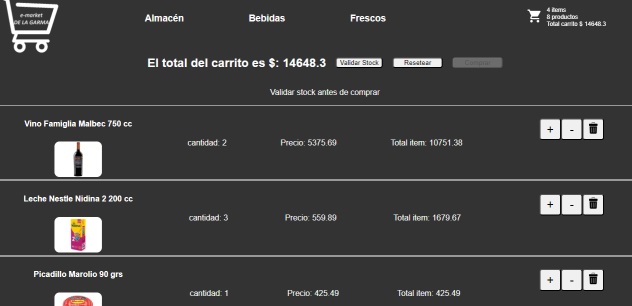 e-market
DE LA GARMA
Almacén
Bebidas
Frescos
4 items
8 productos
Total carrito $ 14648.3
El total del carrito es $: 14648.3
Validar Stock
Resetear
Comprar
Validar stock antes de comprar
Vino Famiglia Malbec 750 cc
cantidad: 2
Precio: 5375.69
Total item: 10751.38
+
-
Leche Nestle Nidina 2 200 cc
cantidad: 3
Precio: 559.89
Total item: 1679.67
+
-
Picadillo Marolio 90 grs
cantidad: 1
Precio: 425.49
Total item: 425.49
+
-